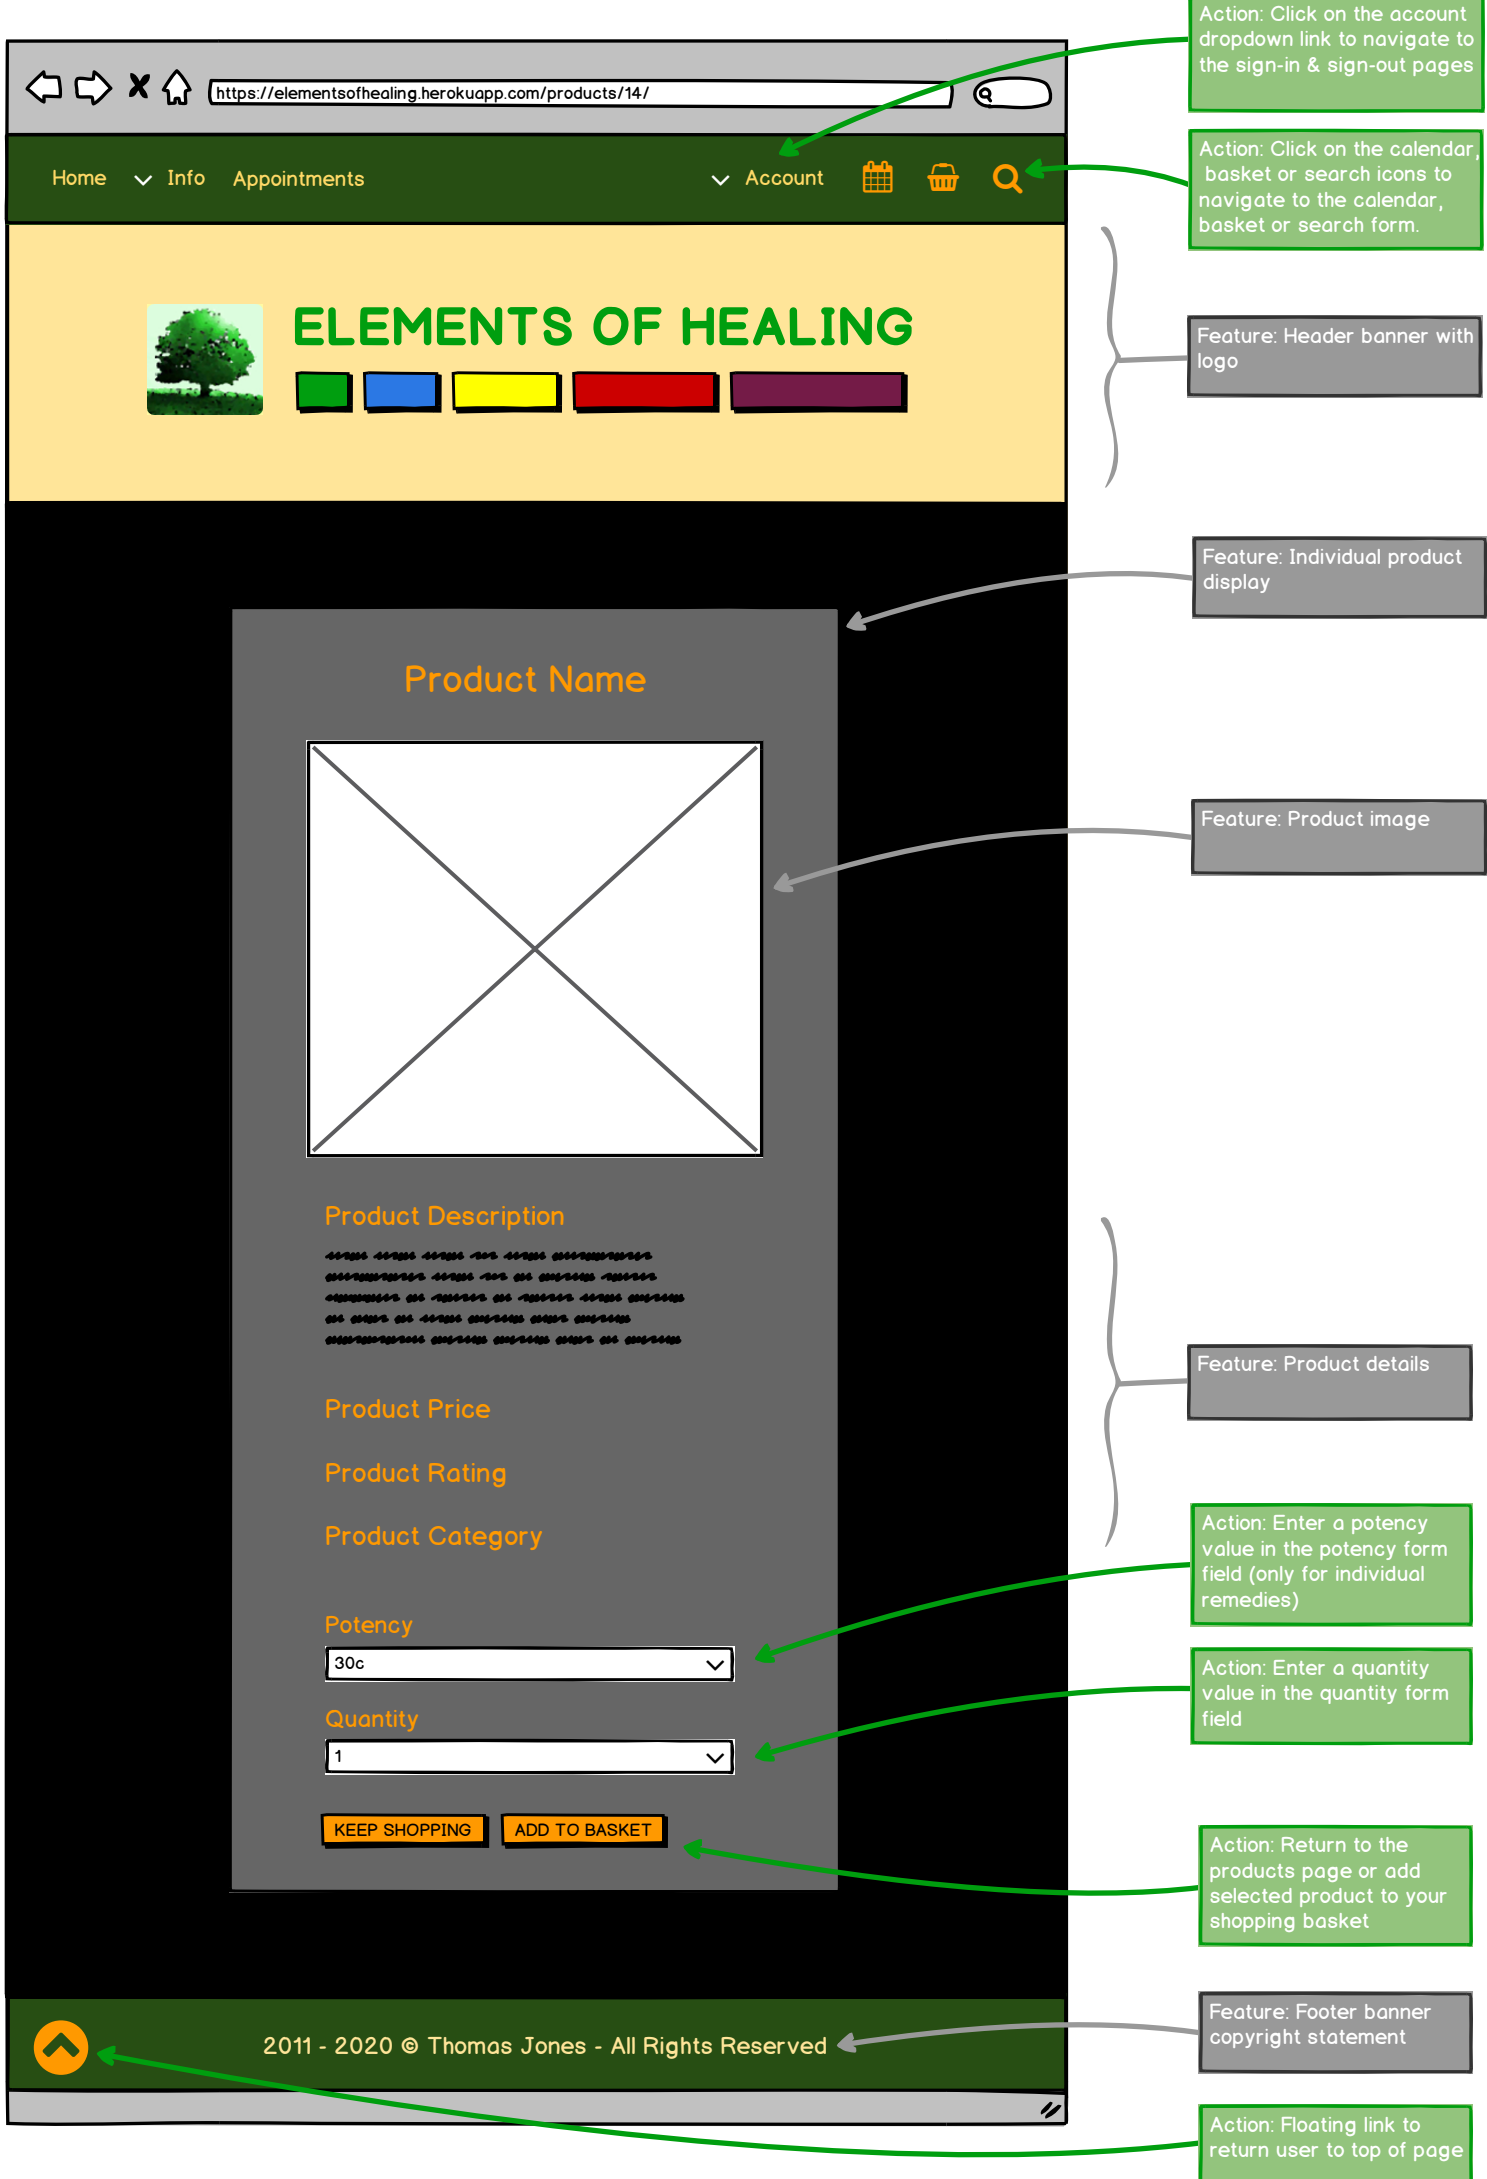 Action: Click on the account
dropdown link to navigate to
the sign-in & sign-out pages
https://elementsofhealing.herokuapp.com/products/14/
Home
Info
Appointments
Account
Action: Click on the calendar,
basket or search icons to
navigate to the calendar,
basket or search form.
ELEMENTS OF HEALING
Feature: Header banner with
logo
Feature: Individual product
display
Product Name
Feature: Product image
Product Description
Feature: Product details
Product Price
Product Rating
Product Category
Action: Enter a potency
value in the potency form
field (only for individual
remedies)
Potency
30c
Action: Enter a quantity
value in the quantity form
field
Quantity
1
KEEP SHOPPING
ADD TO BASKET
Action: Return to the
products page or add
selected product to your
shopping basket
Feature: Footer banner
copyright statement
2011 - 2020 © Thomas Jones - All Rights Reserved
Action: Floating link to
return user to top of page